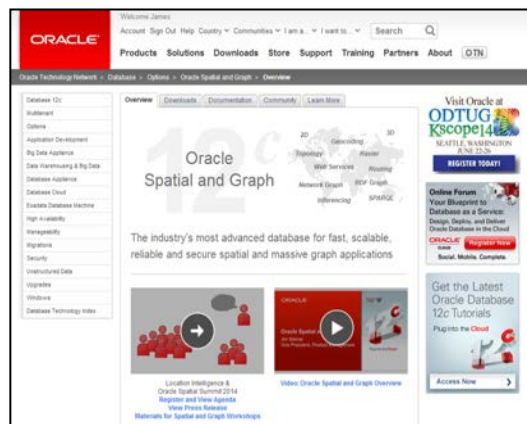 Welcome James
Account Sign Out Help Country Communities I am a... I want to... Search
ORACLE
Products Solutions Downloads Store Support Training Partners About OTN
Oracle Technology Network > Database > Options > Oracle Spatial and Graph > Overview
Database 12c
Multitenant
Options
Application Development
Big Data Appliance
Data Warehousing & Big Data
Database Appliance
Database Cloud
Exadata Database Machine
High Availability
Manageability
Migrations
Security
Unstructured Data
Upgrades
Windows
Database Technology Index
Overview Downloads Documentation Community Learn More
12c
Oracle
Spatial and Graph
2D
3D
Geocoding
Topology
Raster
Web Services
Routing
Network Graph
RDF Graph
Inferencing
SPARQL
The industry's most advanced database for fast, scalable,
reliable and secure spatial and massive graph applications
Location Intelligence &
Oracle Spatial Summit 2014
Register and View Agenda
View Press Release
Materials for Spatial and Graph Workshops
ORACLE
Oracle Spatial
Video: Oracle Spatial and Graph Overview
Visit Oracle at
ODTUG
Kscope14
SEATTLE, WASHINGTON
JUNE 22-26
REGISTER TODAY!
Online Forum
Your Blueprint to
Database as a Service:
Design, Deploy, and Deliver
Oracle Database in the Cloud
ORACLE
CLOUD
Register Now
Social. Mobile. Complete.
Get the Latest
Oracle Database
12c Tutorials
Plug into the Cloud
Access Now